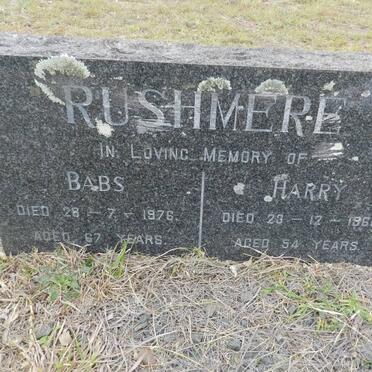 RUSHMERE
IN LOVING MEMORY OF
BABS
DIED 28-7-1976.
AGED 67 YEARS.
HARRY
DIED 23-12-196
AGED 54 YEARS